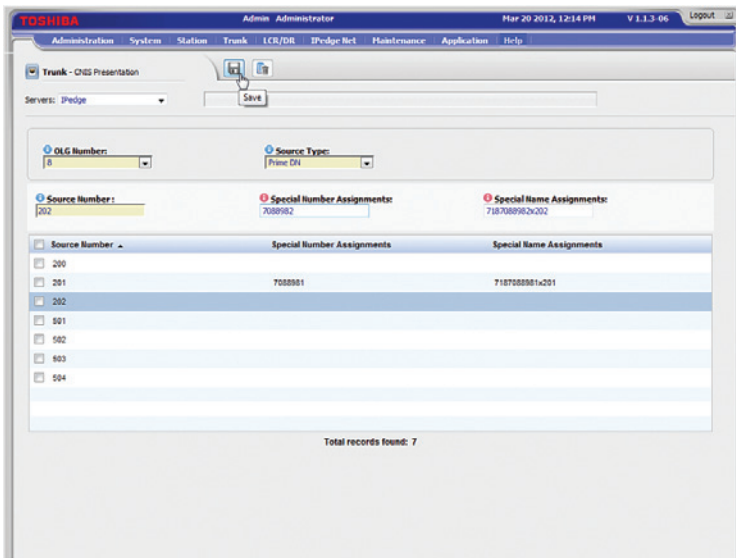 TOSHIBA Admin Administrator Mar 20 2012, 12:14 PM V 1.1.3-06 Logout
Administration System Station Trunk LCR/DR IPedge Net Maintenance Application Help
Trunk - CNIS Presentation
Servers: IPedge Save
OLG Number: Source Type:
8 Prime DN
Source Number: Special Number Assignments: Special Name Assignments:
202 7088982 7187088982x202
Source Number Special Number Assignments Special Name Assignments
200
201 7088981 7187088981x201
202
501
502
503
504
Total records found: 7